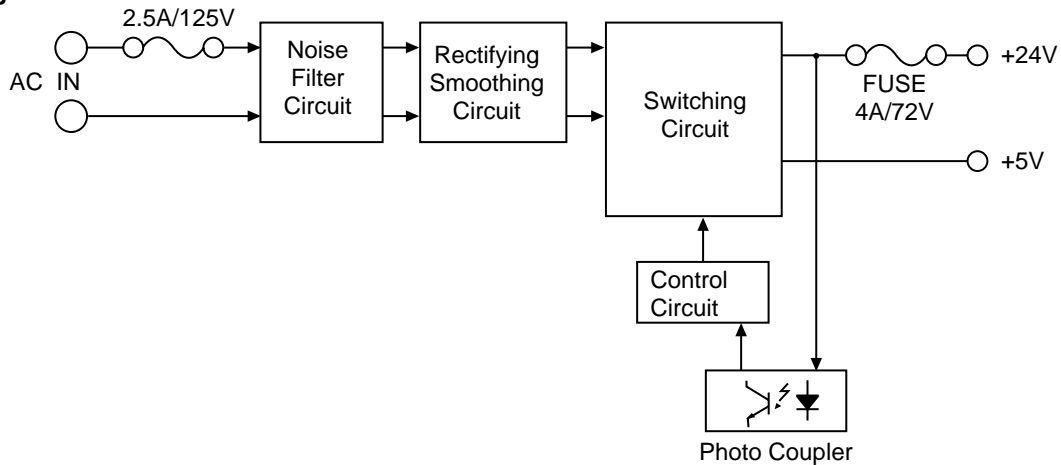 2.5A/125V
AC IN
Noise
Filter
Circuit
Rectifying
Smoothing
Circuit
Switching
Circuit
+24V
FUSE
4A/72V
+5V
Control
Circuit
Photo Coupler